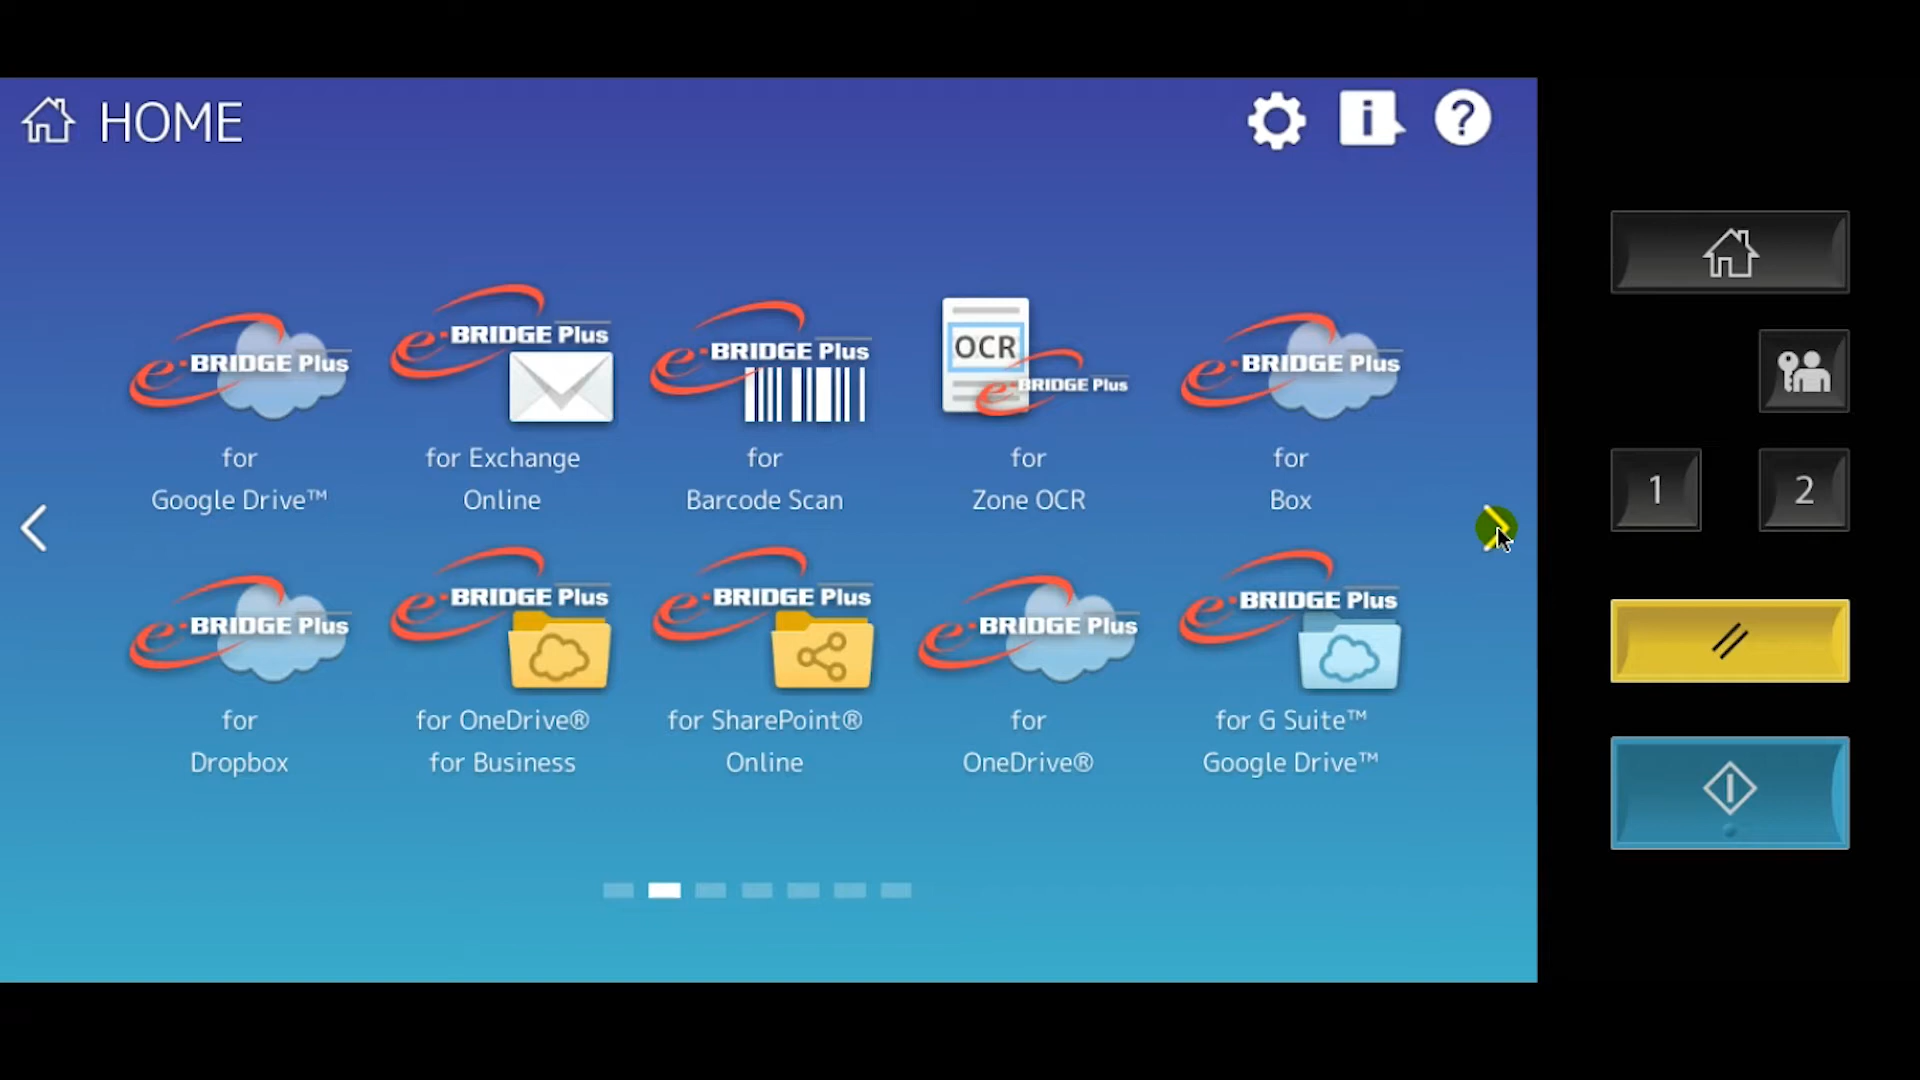 HOME
i
?
e-BRIDGE Plus
for
Google Drive™
e-BRIDGE Plus
for Exchange
Online
e-BRIDGE Plus
for
Barcode Scan
OCR
e-BRIDGE Plus
for
Zone OCR
e-BRIDGE Plus
for
Box
e-BRIDGE Plus
for
Dropbox
e-BRIDGE Plus
for OneDrive®
for Business
e-BRIDGE Plus
for SharePoint®
Online
e-BRIDGE Plus
for
OneDrive®
e-BRIDGE Plus
for G Suite™
Google Drive™
1
2